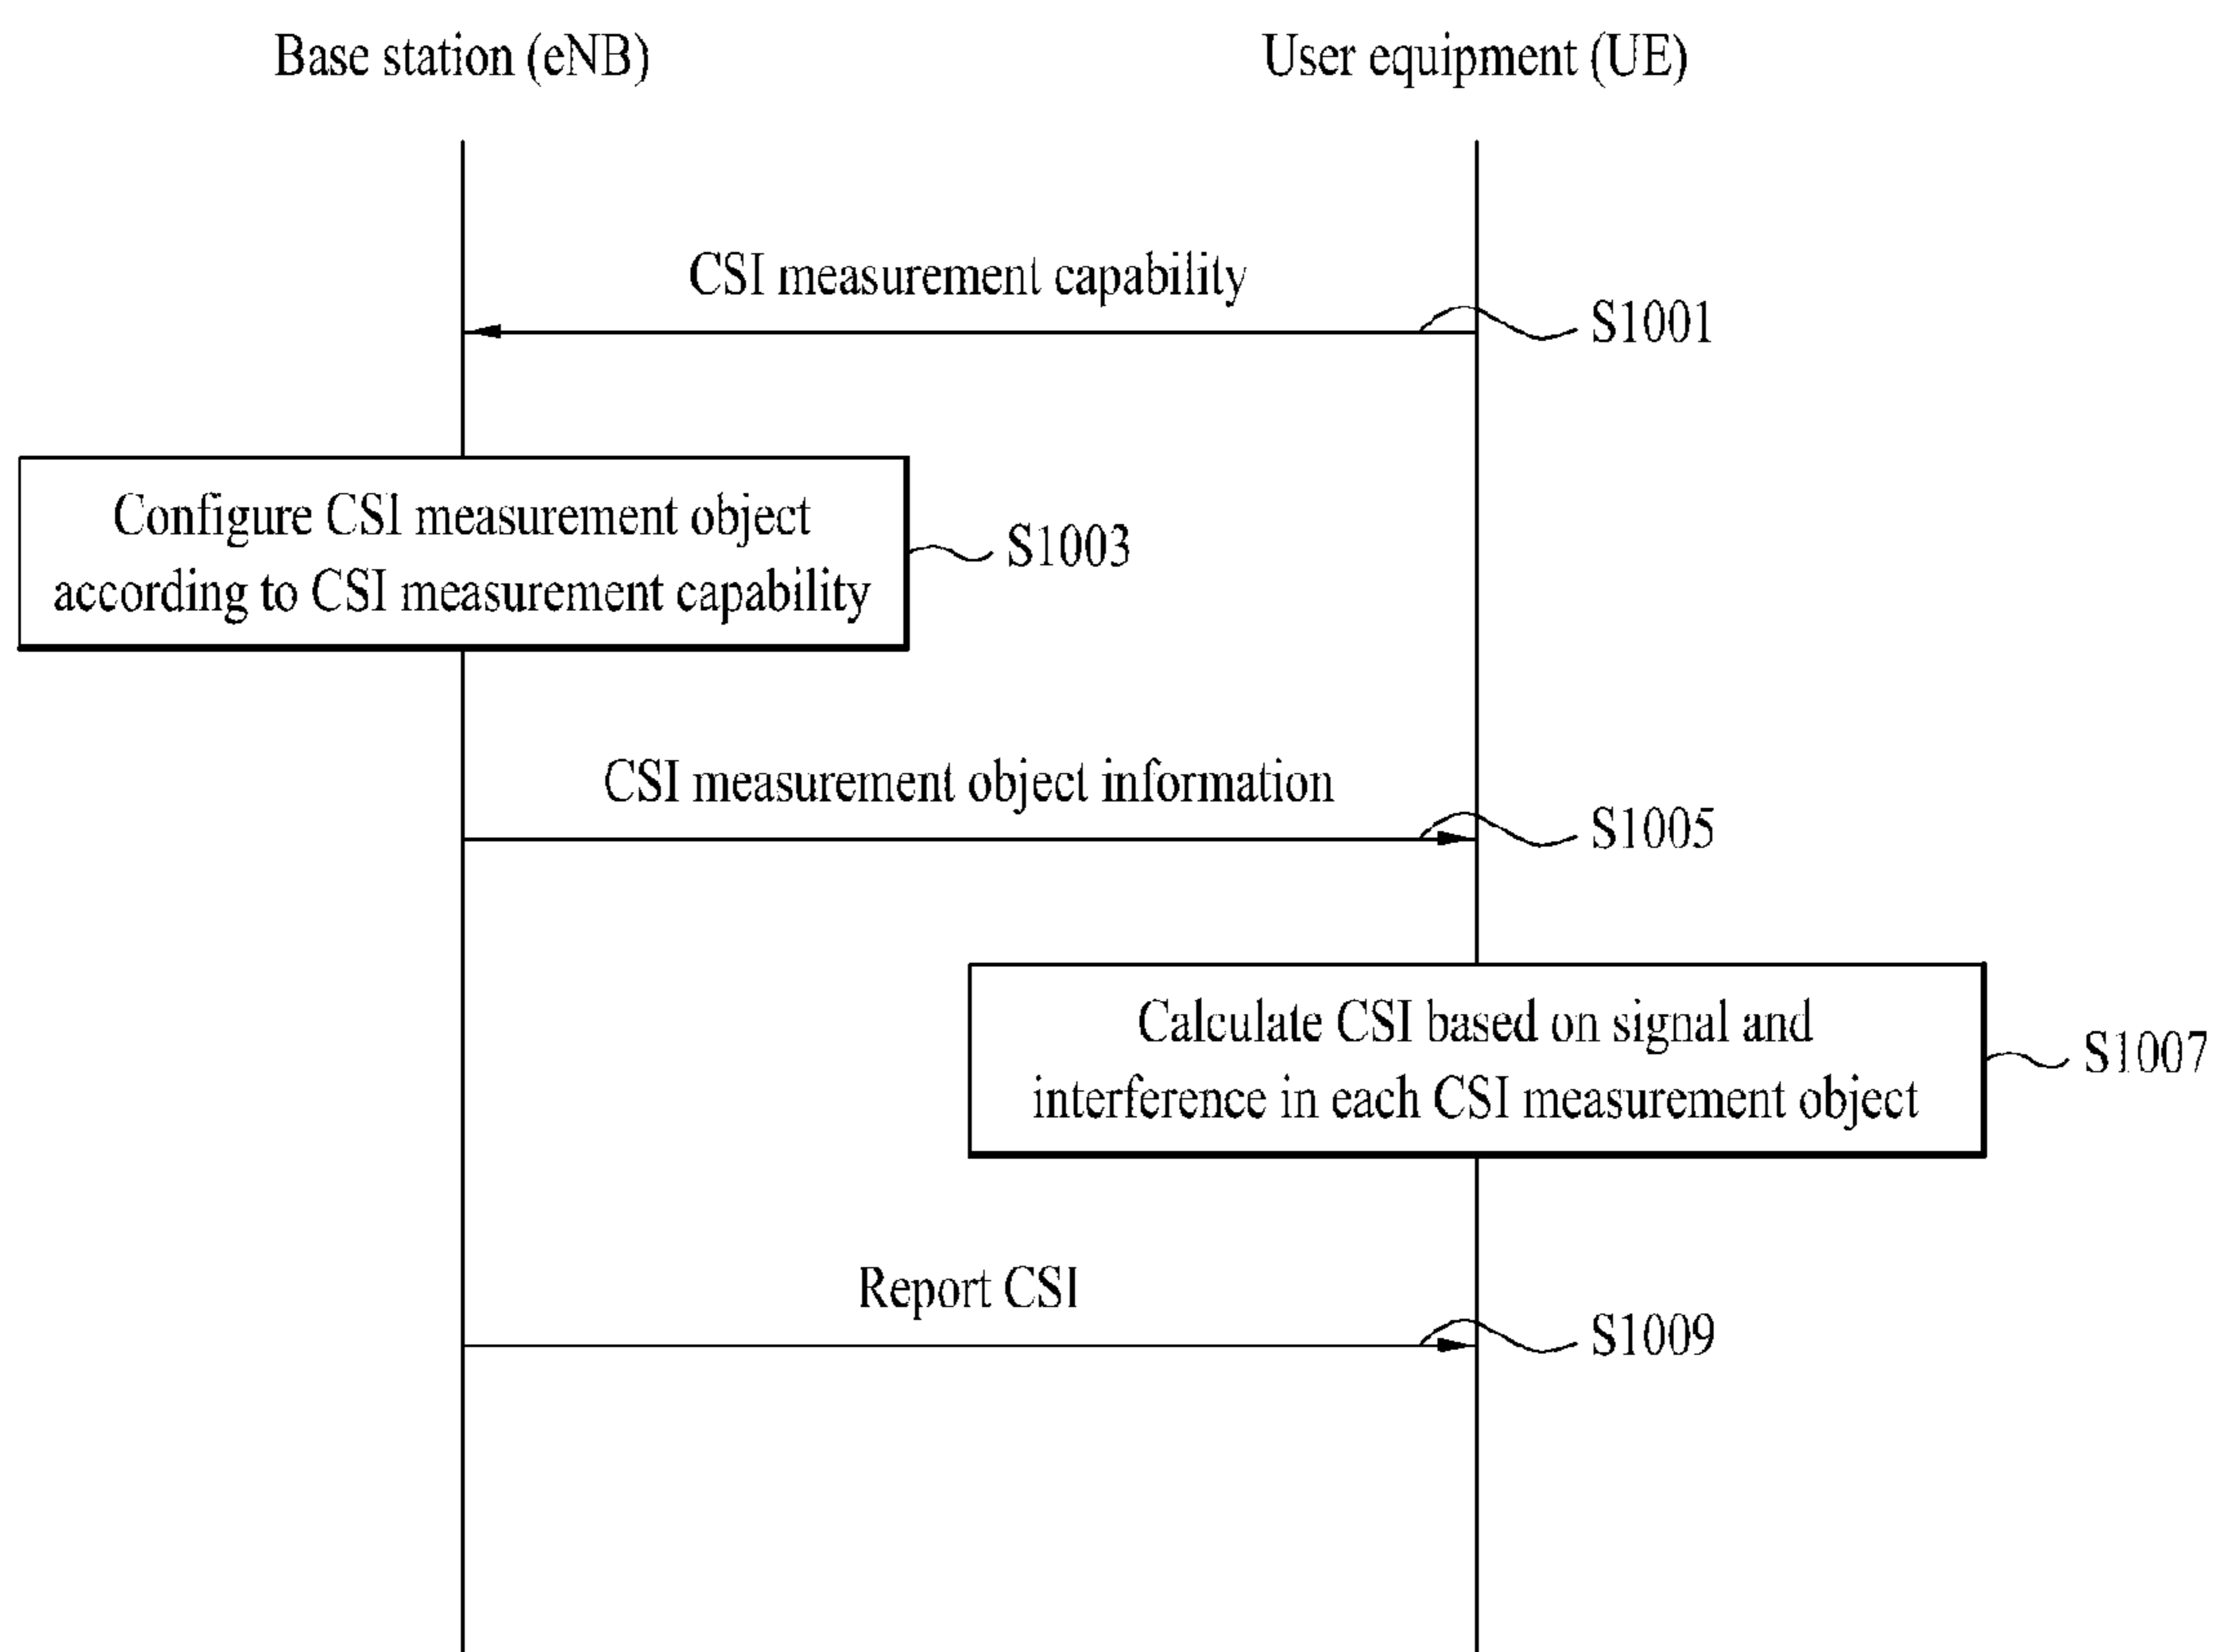 Base station (eNB)
User equipment (UE)
CSI measurement capability
S1001
Configure CSI measurement object
according to CSI measurement capability
S1003
CSI measurement object information
S1005
Calculate CSI based on signal and
interference in each CSI measurement object
S1007
Report CSI
S1009